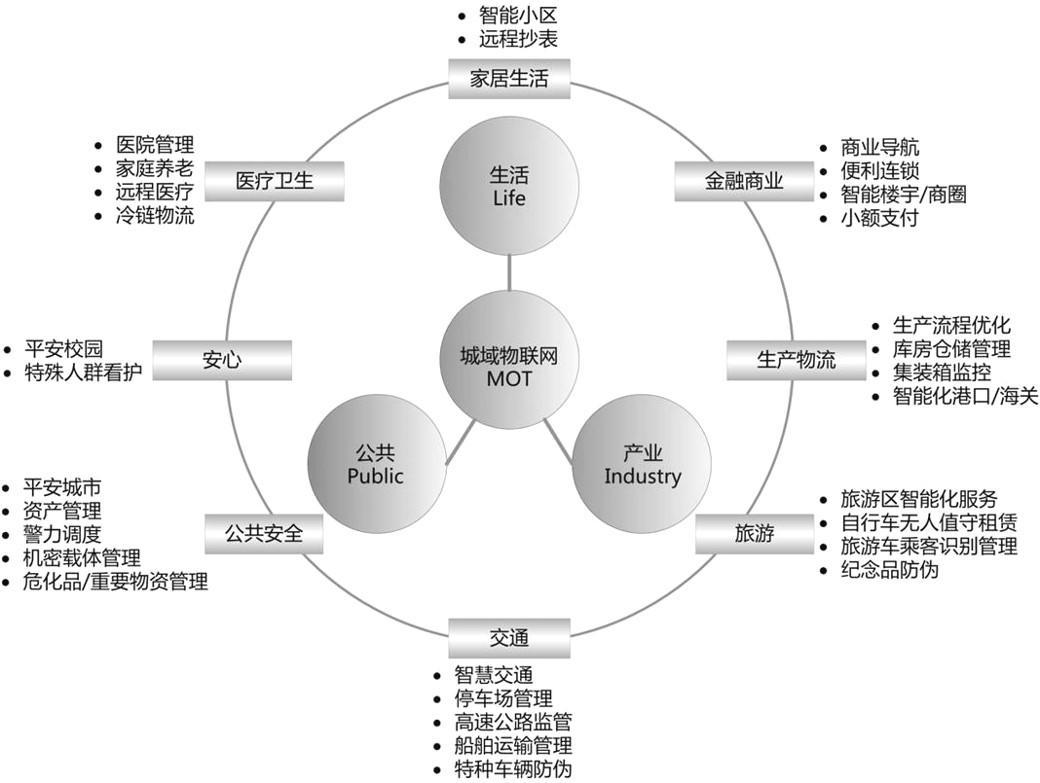 智能小区
远程抄表
家居生活
医院管理
家庭养老
远程医疗
冷链物流
医疗卫生
生活
Life
金融商业
商业导航
便利连锁
智能楼宇/商圈
小额支付
平安校园
特殊人群看护
安心
城域物联网
MOT
生产物流
生产流程优化
库房仓储管理
集装箱监控
智能化港口/海关
公共
Public
产业
Industry
平安城市
资产管理
警力调度
机密载体管理
危化品/重要物资管理
公共安全
旅游
旅游区智能化服务
自行车无人值守租赁
旅游车乘客识别管理
纪念品防伪
交通
智慧交通
停车场管理
高速公路监管
船舶运输管理
特种车辆防伪